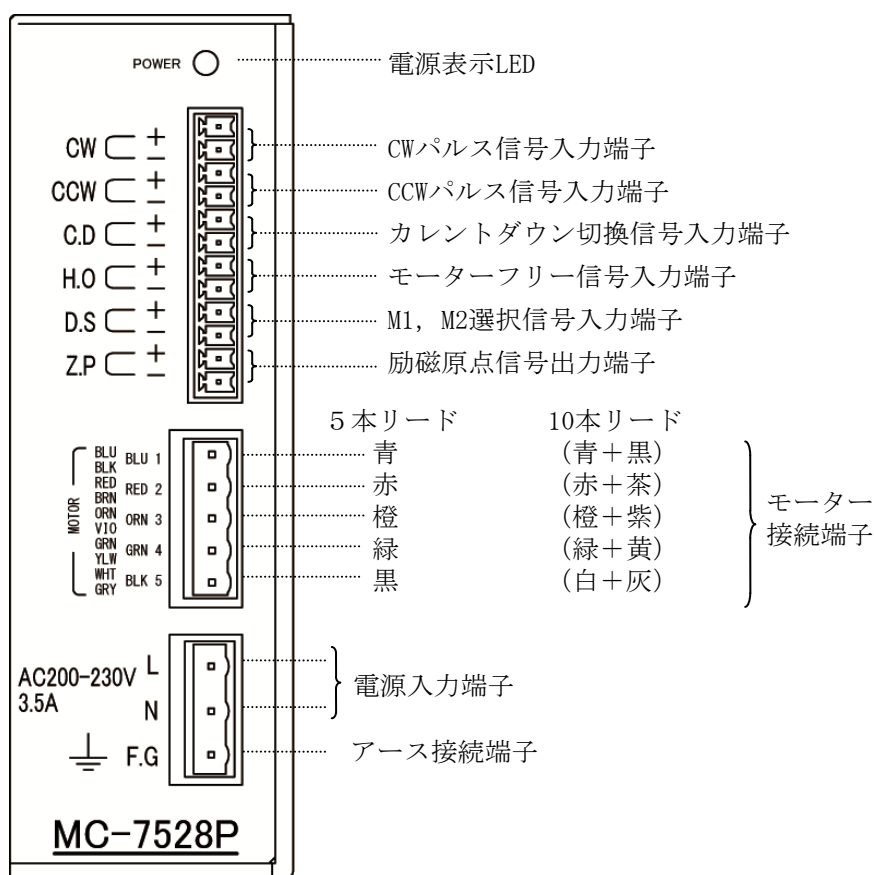 POWER 電源表示LED
CW + − CWパルス信号入力端子
CCW + − CCWパルス信号入力端子
C.D + − カレントダウン切換信号入力端子
H.O + − モーターフリー信号入力端子
D.S + − M1, M2選択信号入力端子
Z.P + − 励磁原点信号出力端子
５本リード 10本リード
MOTOR
BLU BLK BLU 1 青 (青＋黒)
RED BRN RED 2 赤 (赤＋茶)
ORN VIO ORN 3 橙 (橙＋紫)
GRN YLW GRN 4 緑 (緑＋黄)
WHT GRY BLK 5 黒 (白＋灰)
モーター
接続端子
AC200-230V L
3.5A N
電源入力端子
F.G アース接続端子
MC-7528P